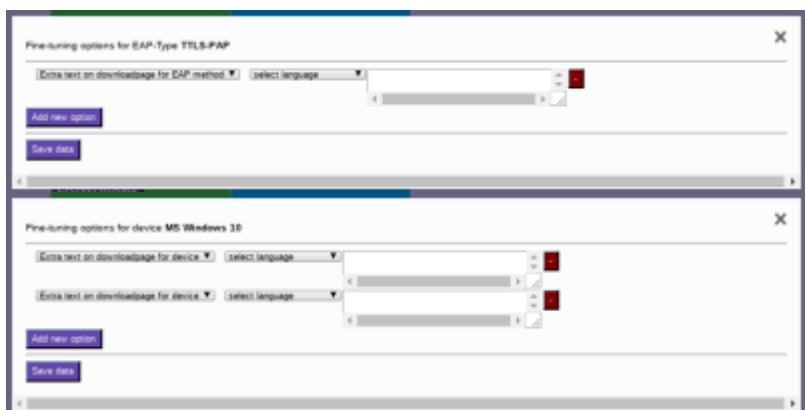 Fine-tuning options for EAP-Type TTLS-PAP
Extra text on downloadpage for EAP method select language -
Add new option
Save data
Fine-tuning options for device MS Windows 10
Extra text on downloadpage for device select language -
Extra text on downloadpage for device select language -
Add new option
Save data